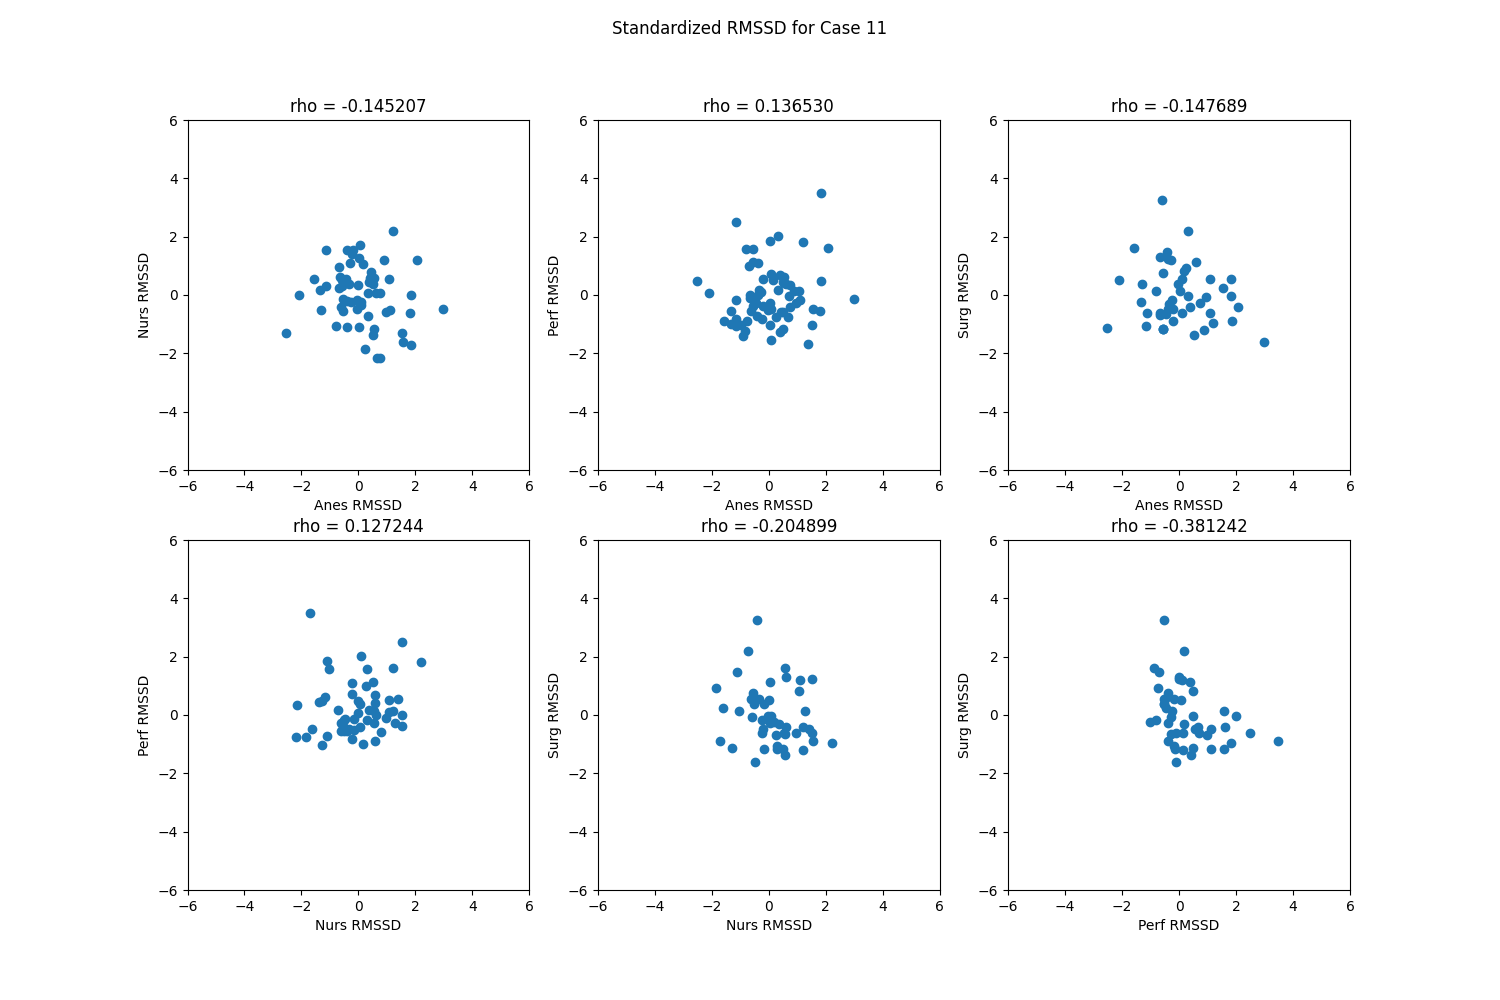 Standardized RMSSD for Case 11
rho = -0.145207
rho = 0.136530
rho = -0.147689
6
4
2
0
−2
−4
−6
Nurs RMSSD
−6 −4 −2 0 2 4 6
Anes RMSSD
6
4
2
0
−2
−4
−6
Perf RMSSD
−6 −4 −2 0 2 4 6
Anes RMSSD
6
4
2
0
−2
−4
−6
Surg RMSSD
−6 −4 −2 0 2 4 6
Anes RMSSD
rho = 0.127244
rho = -0.204899
rho = -0.381242
6
4
2
0
−2
−4
−6
Perf RMSSD
−6 −4 −2 0 2 4 6
Nurs RMSSD
6
4
2
0
−2
−4
−6
Surg RMSSD
−6 −4 −2 0 2 4 6
Nurs RMSSD
6
4
2
0
−2
−4
−6
Surg RMSSD
−6 −4 −2 0 2 4 6
Perf RMSSD